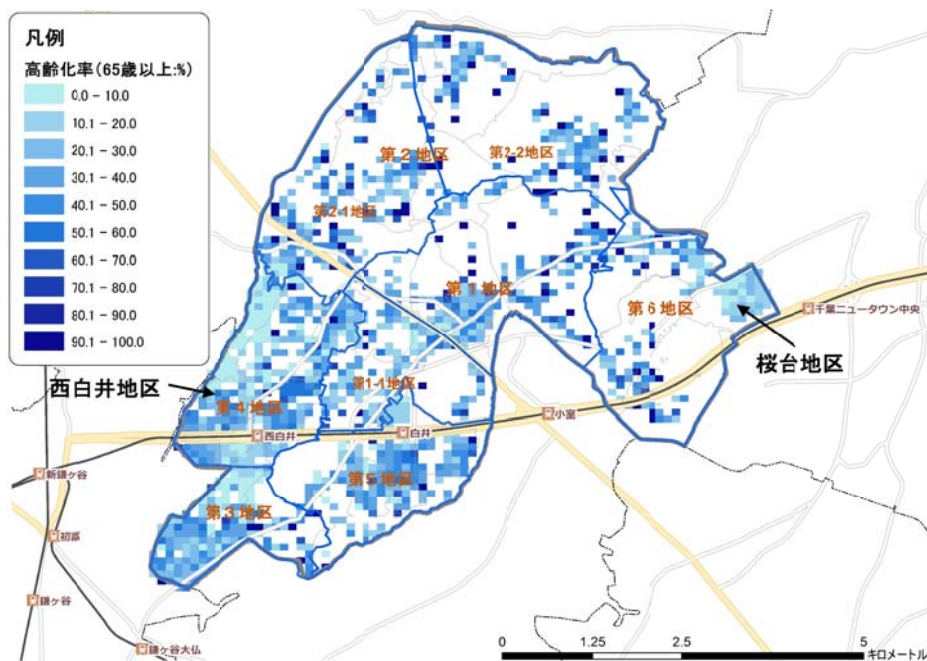 凡例
高齢化率(65歳以上:%)
0.0 - 10.0
10.1 - 20.0
20.1 - 30.0
30.1 - 40.0
40.1 - 50.0
50.1 - 60.0
60.1 - 70.0
70.1 - 80.0
80.1 - 90.0
90.1 - 100.0
第2地区
第2-2地区
第2-1地区
第1地区
第6地区
千葉ニュータウン中央
桜台地区
西白井地区
第1-1地区
第4地区
小室
西白井
白井
新鎌ヶ谷
第5地区
第3地区
初富
鎌ヶ谷
鎌ヶ谷大仏
0 1.25 2.5 5
キロメートル